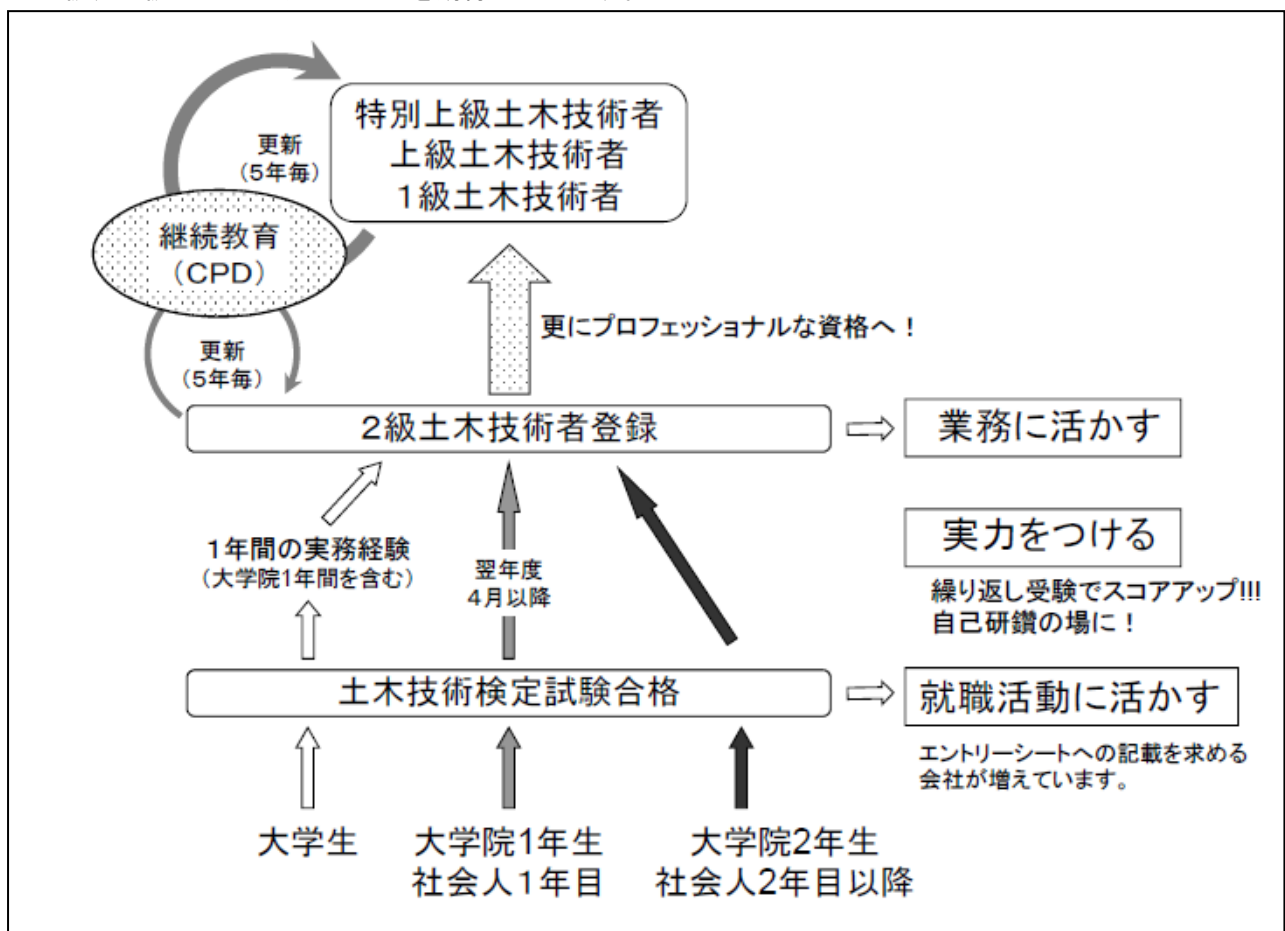 特別上級土木技術者
上級土木技術者
1級土木技術者
更新
（5年毎）
継続教育
（CPD）
更にプロフェッショナルな資格へ！
更新
（5年毎）
2級土木技術者登録
業務に活かす
1年間の実務経験
（大学院1年間を含む）
翌年度
4月以降
実力をつける
繰り返し受験でスコアアップ!!!
自己研鑽の場に！
土木技術検定試験合格
就職活動に活かす
エントリーシートへの記載を求める
会社が増えています。
大学生
大学院1年生
社会人1年目
大学院2年生
社会人2年目以降